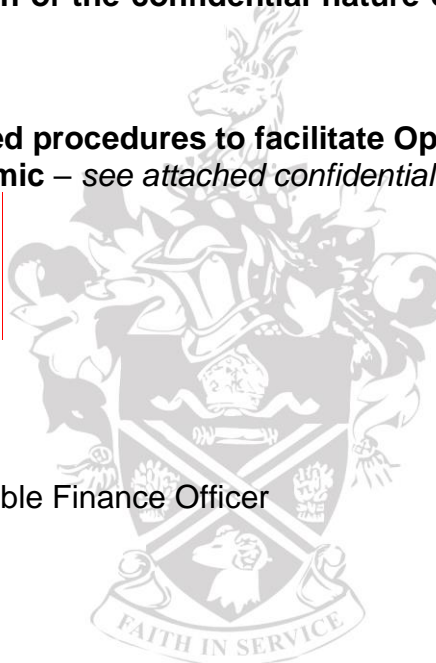 of the confidential nature
ed procedures to facilitate Op
mic – see attached confidential
ble Finance Officer
FAITH IN SERVICE